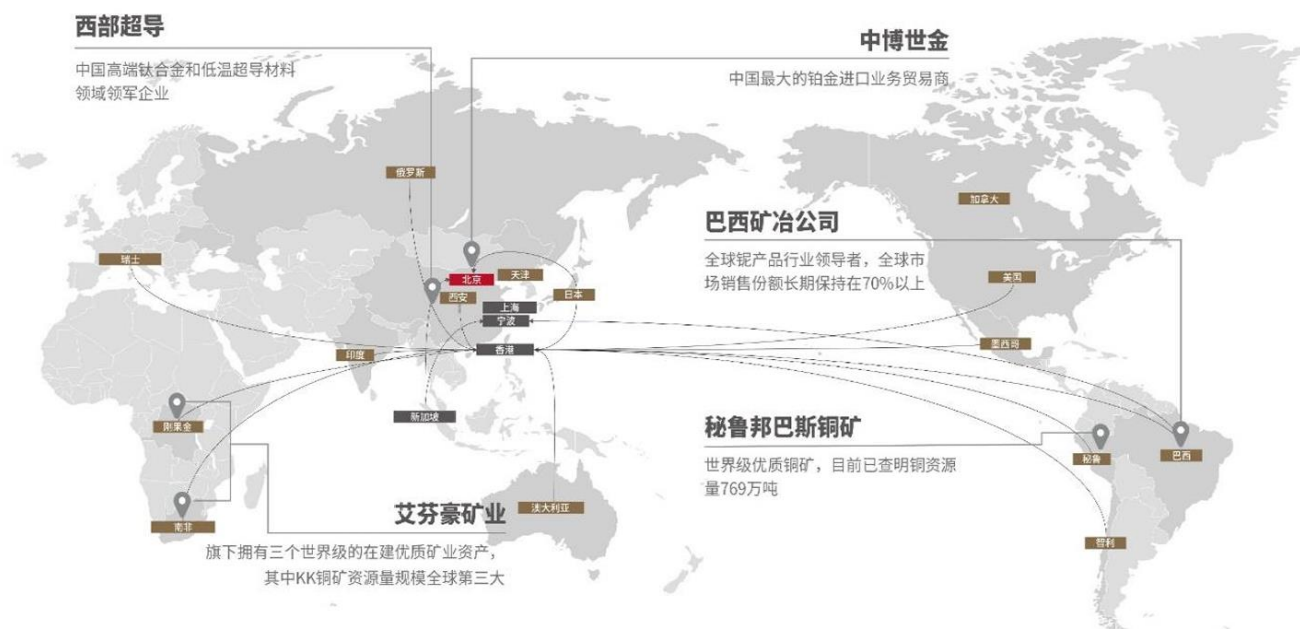 西部超导
中国高端钛合金和低温超导材料
领域领军企业
中博世金
中国最大的铂金进口业务贸易商
俄罗斯
加拿大
巴西矿冶公司
全球铌产品行业领导者，全球市
场销售份额长期保持在70%以上
瑞士
北京
天津
美国
西安
日本
上海
宁波
墨西哥
香港
印度
新加坡
刚果金
秘鲁邦巴斯铜矿
世界级优质铜矿，目前已查明铜资源
量769万吨
秘鲁
巴西
艾芬豪矿业
旗下拥有三个世界级的在建优质矿业资产，
其中KK铜矿资源量规模全球第三大
澳大利亚
南非
智利